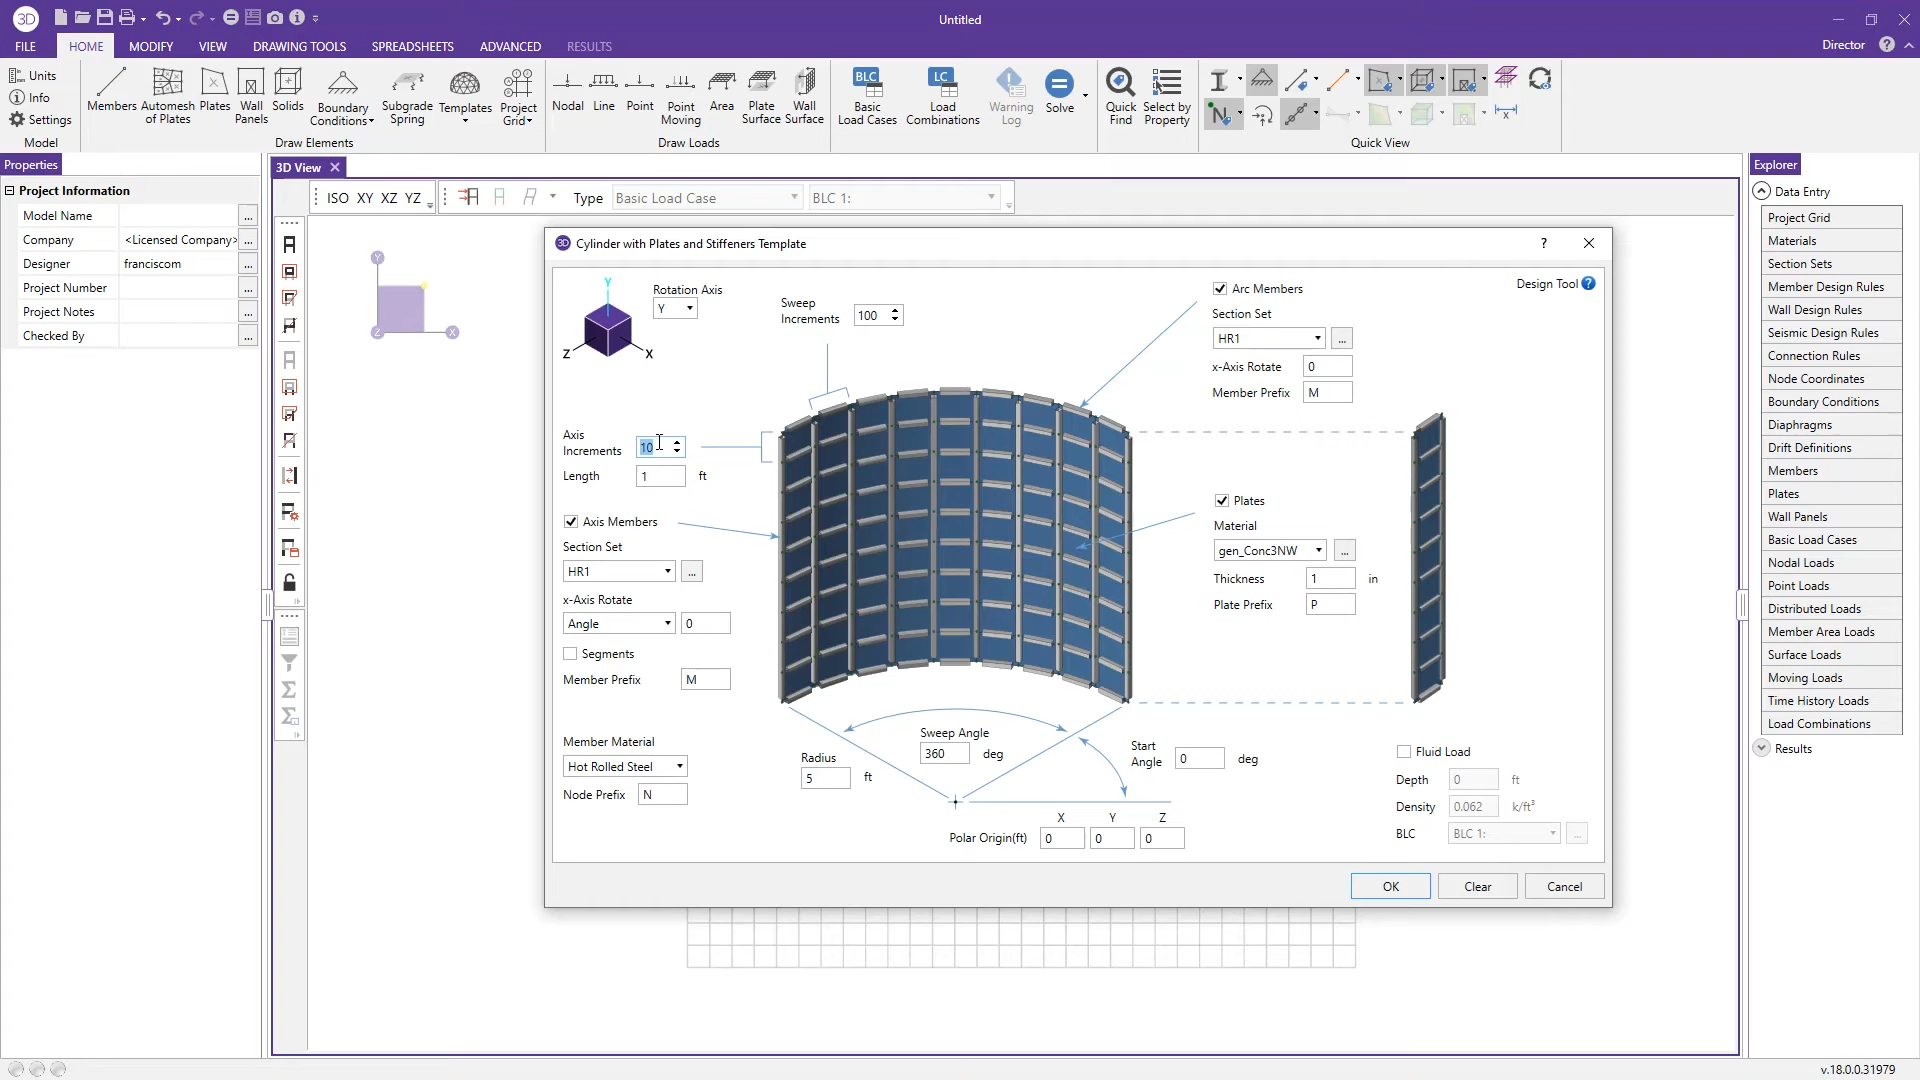 3D
Untitled
FILE HOME MODIFY VIEW DRAWING TOOLS SPREADSHEETS ADVANCED RESULTS
Director
Units
Info
Settings
Model
Members
Automesh of Plates
Plates
Wall Panels
Solids
Boundary Conditions
Subgrade Spring
Templates
Project Grid
Draw Elements
Nodal
Line
Point
Point Moving
Area
Plate Surface
Wall Surface
Draw Loads
BLC
Basic Load Cases
LC
Load Combinations
Warning Log
Solve
Quick Find
Select by Property
Quick View
Properties
Project Information
Model Name ...
Company <Licensed Company> ...
Designer franciscom ...
Project Number ...
Project Notes ...
Checked By ...
3D View
ISO XY XZ YZ
Type Basic Load Case BLC 1:
Y
Z X
3D Cylinder with Plates and Stiffeners Template ?
Y
Z X
Rotation Axis
Y
Sweep Increments 100
Arc Members
Section Set
HR1 ...
x-Axis Rotate 0
Member Prefix M
Design Tool ?
Axis Increments 10
Length 1 ft
Axis Members
Section Set
HR1 ...
x-Axis Rotate
Angle 0
Segments
Member Prefix M
Plates
Material
gen_Conc3NW ...
Thickness 1 in
Plate Prefix P
Member Material
Hot Rolled Steel
Node Prefix N
Radius
5 ft
Sweep Angle
360 deg
Start Angle 0 deg
X Y Z
Polar Origin(ft) 0 0 0
Fluid Load
Depth 0 ft
Density 0.062 k/ft³
BLC BLC 1: ...
OK Clear Cancel
Explorer
Data Entry
Project Grid
Materials
Section Sets
Member Design Rules
Wall Design Rules
Seismic Design Rules
Connection Rules
Node Coordinates
Boundary Conditions
Diaphragms
Drift Definitions
Members
Plates
Wall Panels
Basic Load Cases
Nodal Loads
Point Loads
Distributed Loads
Member Area Loads
Surface Loads
Moving Loads
Time History Loads
Load Combinations
Results
v.18.0.0.31979